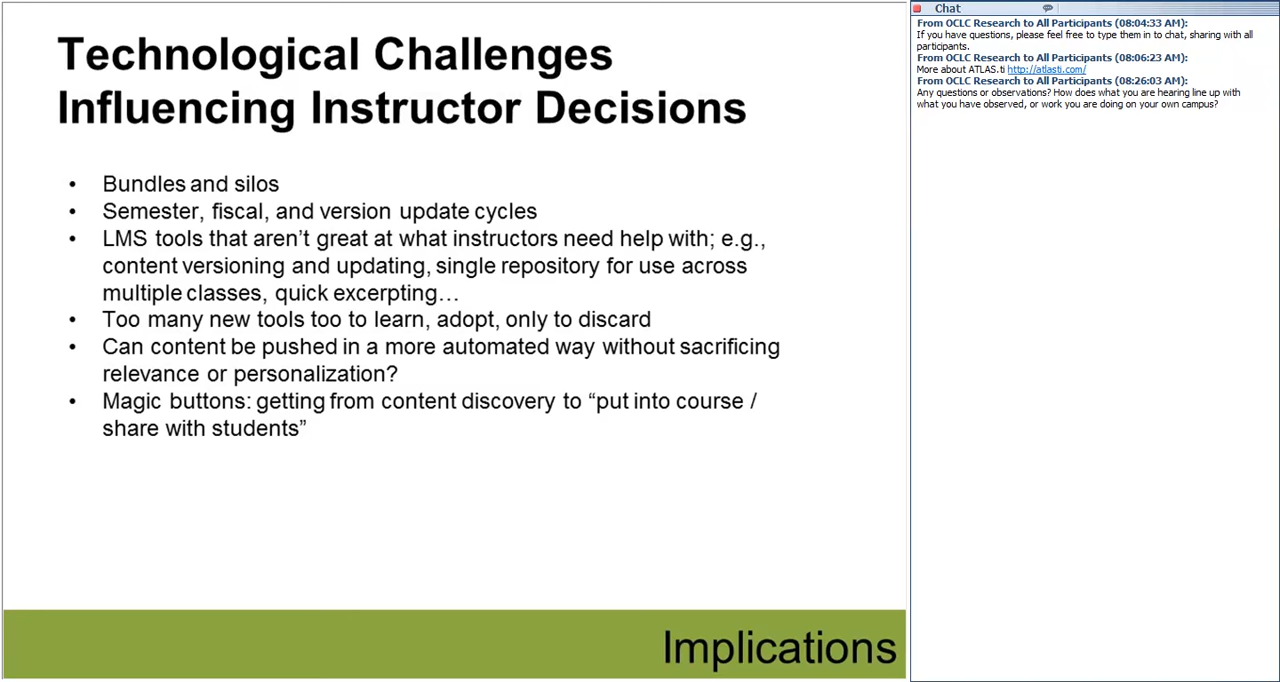 Technological Challenges
Influencing Instructor Decisions
• Bundles and silos
• Semester, fiscal, and version update cycles
• LMS tools that aren’t great at what instructors need help with; e.g.,
content versioning and updating, single repository for use across
multiple classes, quick excerpting…
• Too many new tools too to learn, adopt, only to discard
• Can content be pushed in a more automated way without sacrificing
relevance or personalization?
• Magic buttons: getting from content discovery to “put into course /
share with students”
Implications
Chat
From OCLC Research to All Participants (08:04:33 AM):
If you have questions, please feel free to type them in to chat, sharing with all
participants.
From OCLC Research to All Participants (08:06:23 AM):
More about ATLAS.ti http://atlasti.com/
From OCLC Research to All Participants (08:26:03 AM):
Any questions or observations? How does what you are hearing line up with
what you have observed, or work you are doing on your own campus?